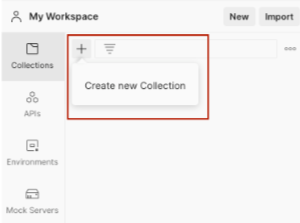 My Workspace
New
Import
Collections
Create new Collection
APIs
Environments
Mock Servers